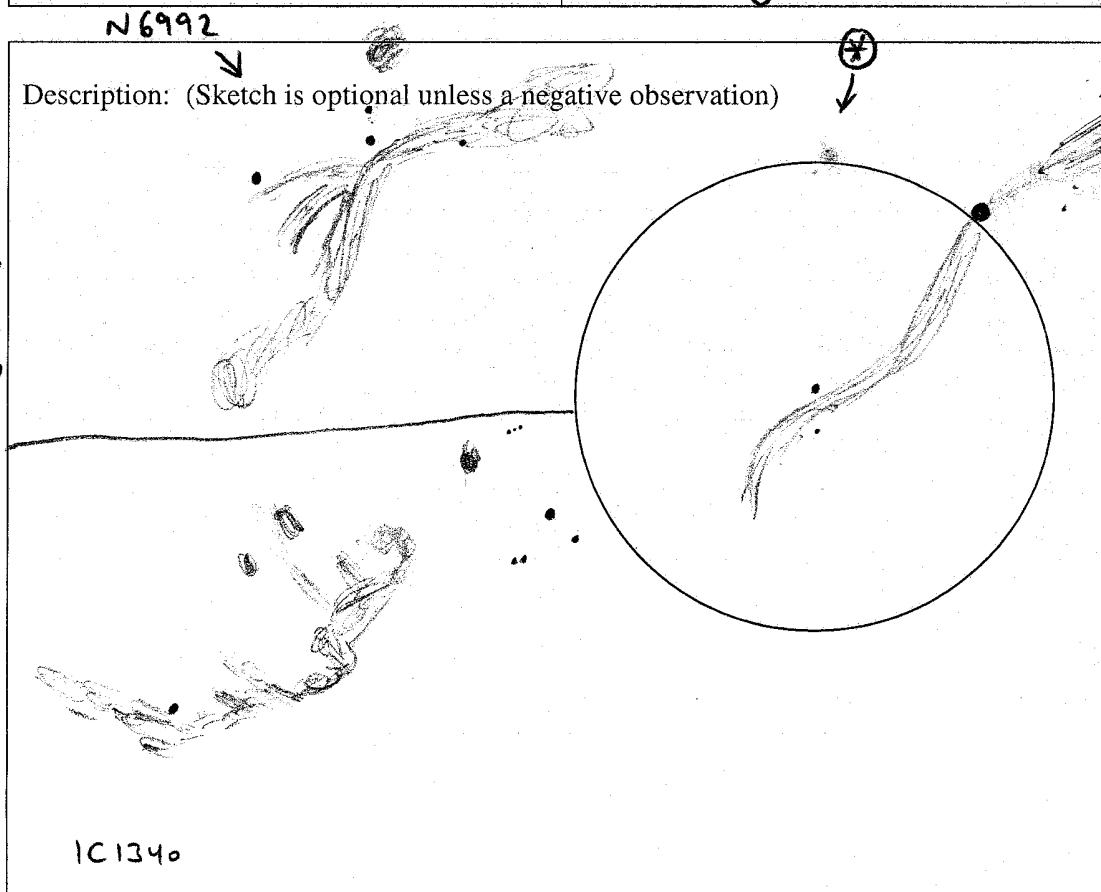 N6992
Description: (Sketch is optional unless a negative observation)
IC1340